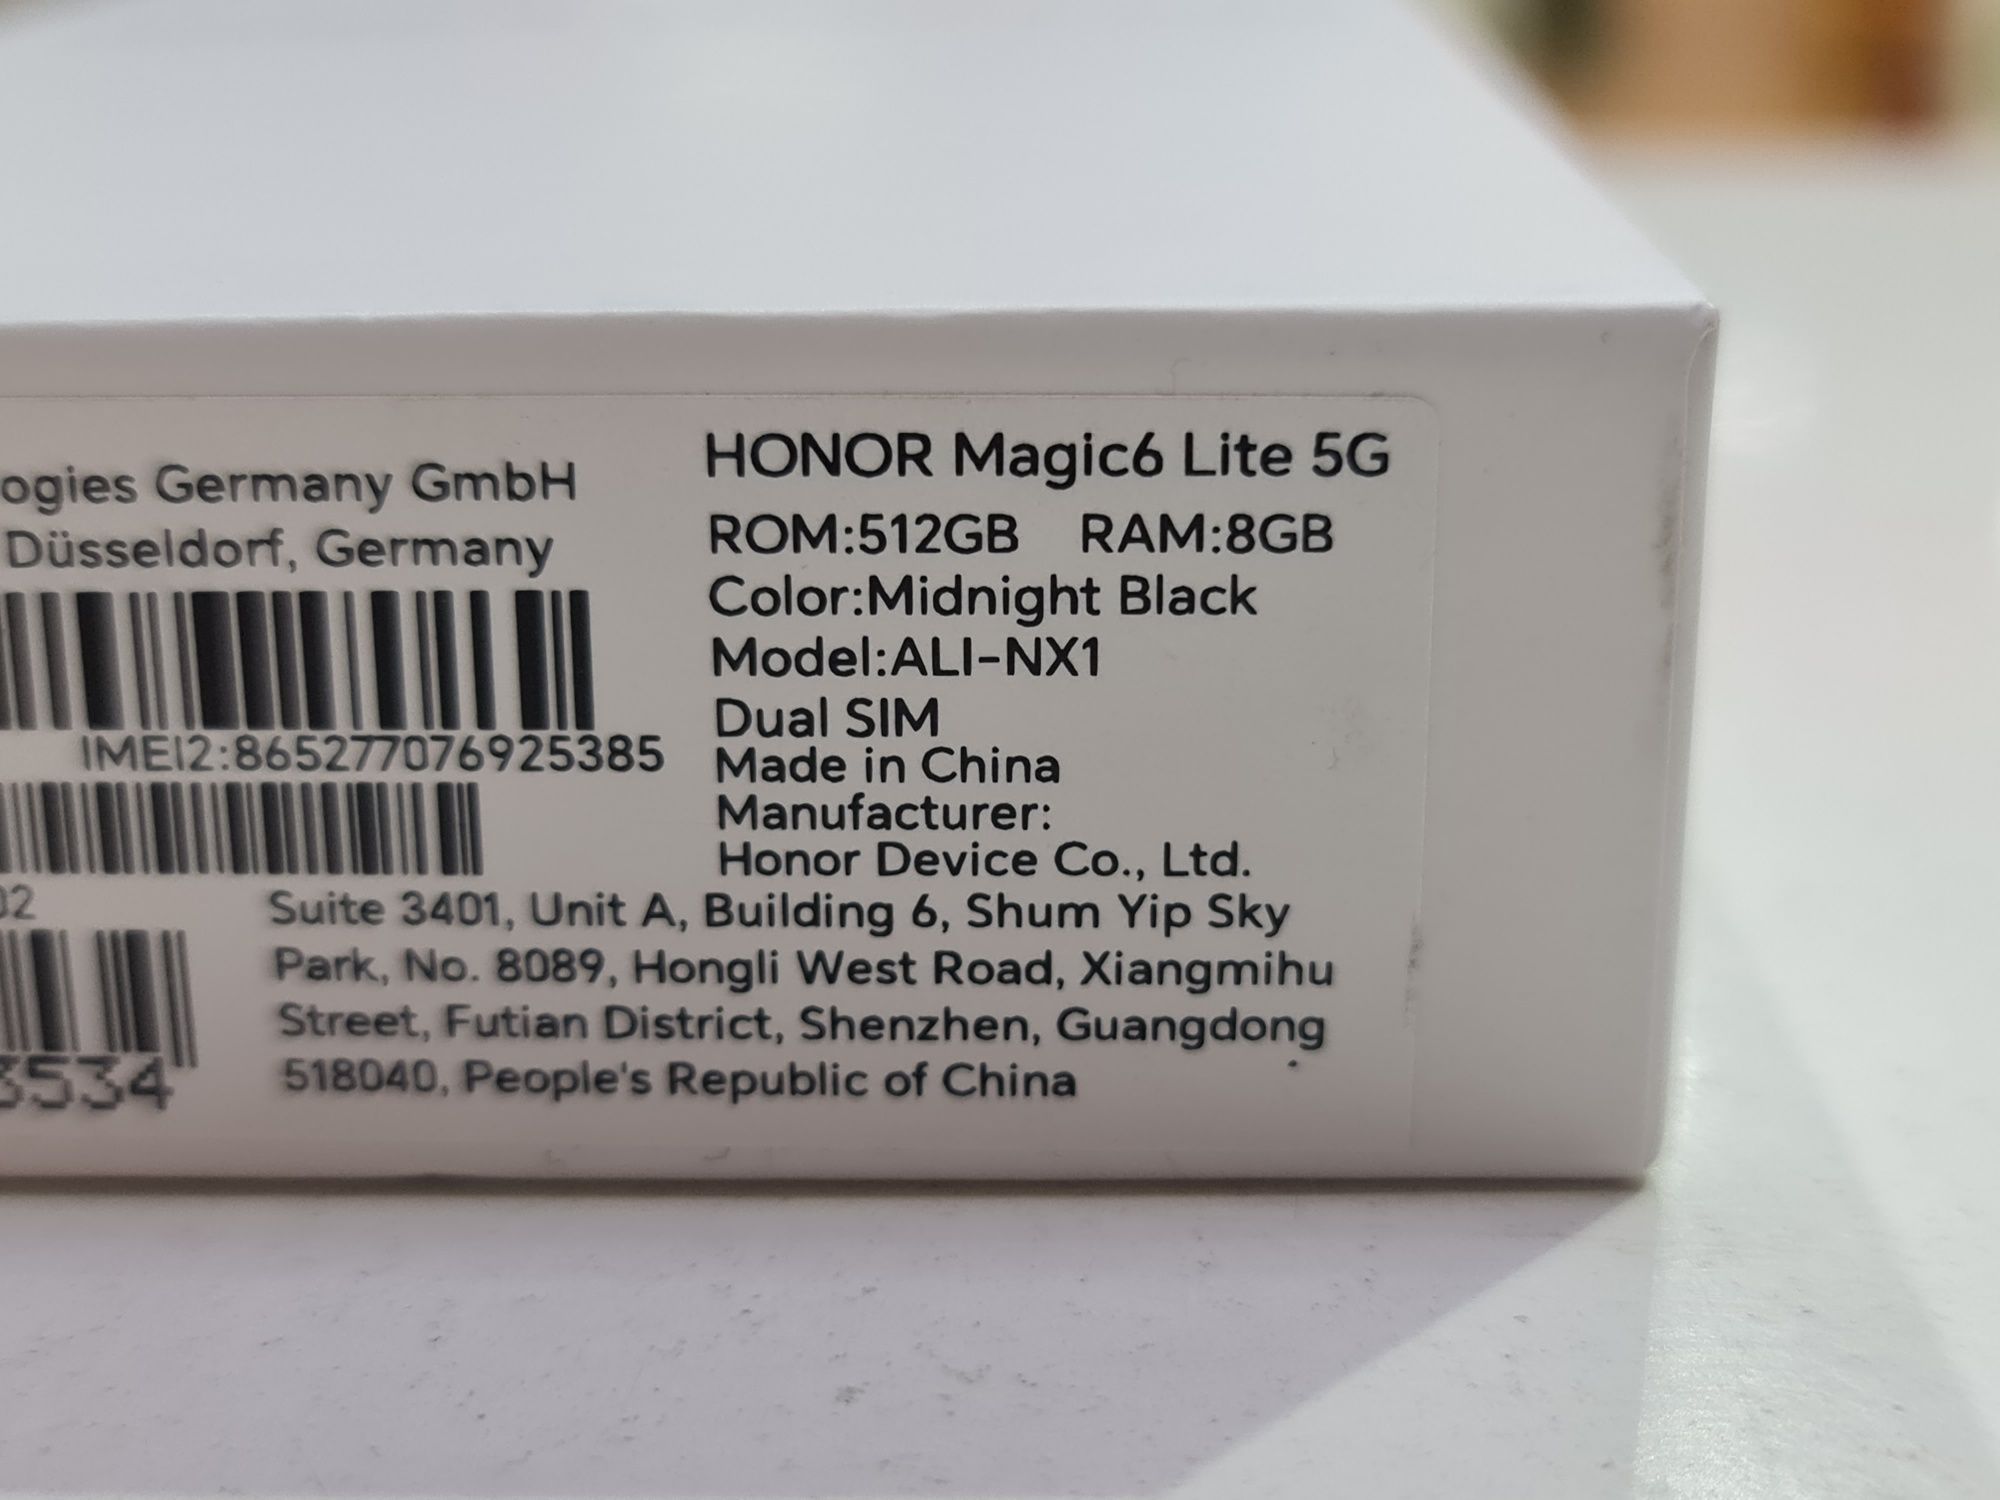 ogies Germany GmbH
Düsseldorf, Germany
IMEI2:865277076925385
02
3534
HONOR Magic6 Lite 5G
ROM:512GB RAM:8GB
Color:Midnight Black
Model:ALI-NX1
Dual SIM
Made in China
Manufacturer:
Honor Device Co., Ltd.
Suite 3401, Unit A, Building 6, Shum Yip Sky
Park, No. 8089, Hongli West Road, Xiangmihu
Street, Futian District, Shenzhen, Guangdong
518040, People's Republic of China